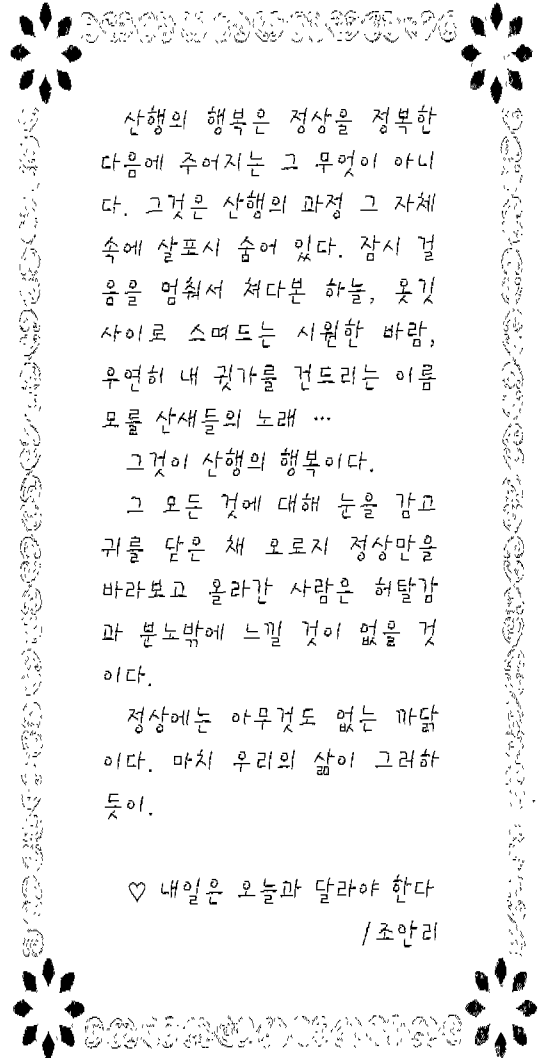 산행의 행복은 정상을 정복한
다음에 주어지는 그 무엇이 아니
다. 그것은 산행의 과정 그 자체
속에 살포시 숨어 있다. 잠시 걸
음을 멈춰서 쳐다본 하늘, 옷깃
사이로 스며드는 시원한 바람,
우연히 내 귓가를 건드리는 이름
모를 산새들의 노래 …
그것이 산행의 행복이다.
그 모든 것에 대해 눈을 감고
귀를 닫은 채 오로지 정상만을
바라보고 올라간 사람은 허탈감
과 분노밖에 느낄 것이 없을 것
이다.
정상에는 아무것도 없는 까닭
이다. 마치 우리의 삶이 그러하
듯이.
♡ 내일은 오늘과 달라야 한다
/조안리